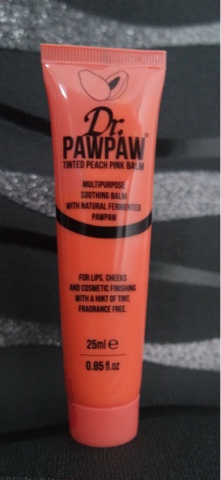 Dr.
PAWPAW
TINTED PEACH PINK BALM
MULTIPURPOSE
SOOTHING BALM
WITH NATURAL FERMENTED
PAWPAW
FOR LIPS, CHEEKS
AND COSMETIC FINISHING
WITH A HINT OF TINT,
FRAGRANCE FREE.
25ml ℮
0.85 fl.oz